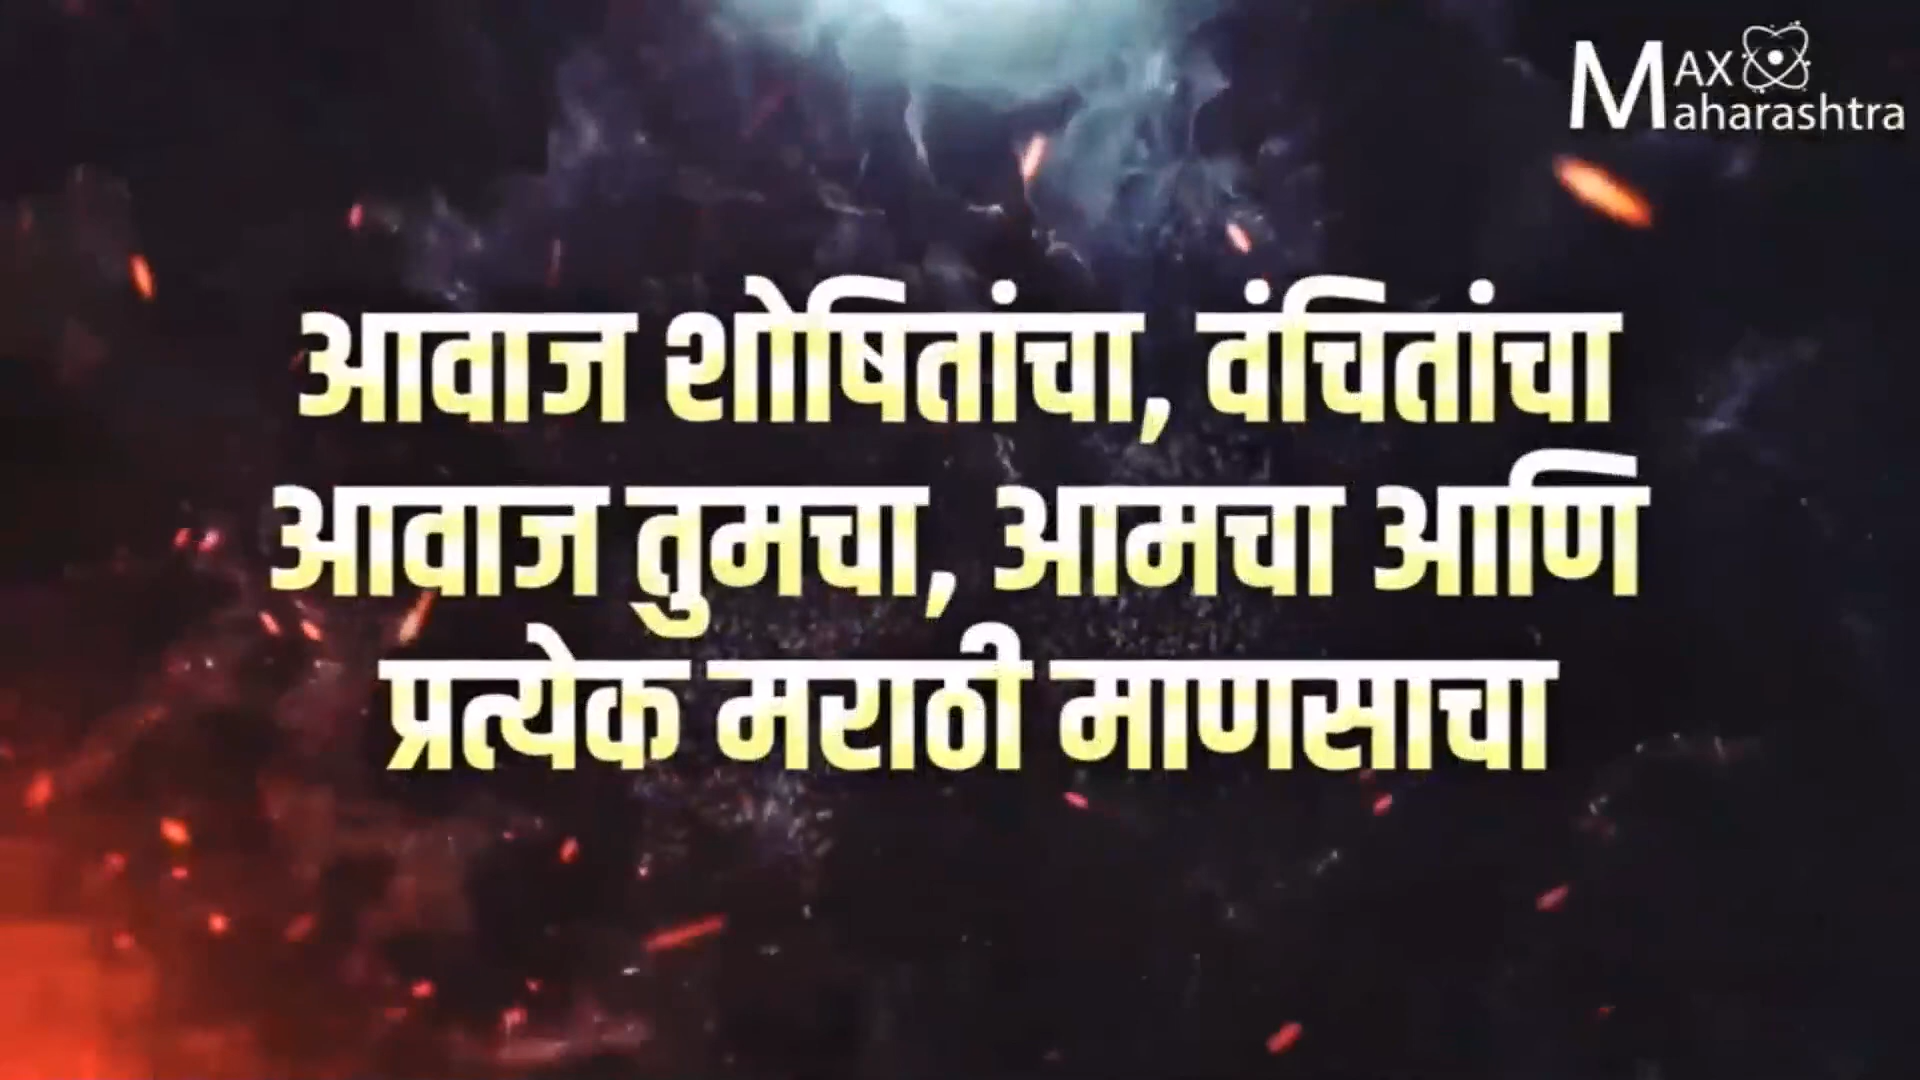 MAX
Maharashtra
आवाज शोषितांचा, वंचितांचा
आवाज तुमचा, आमचा आणि
प्रत्येक मराठी माणसाचा